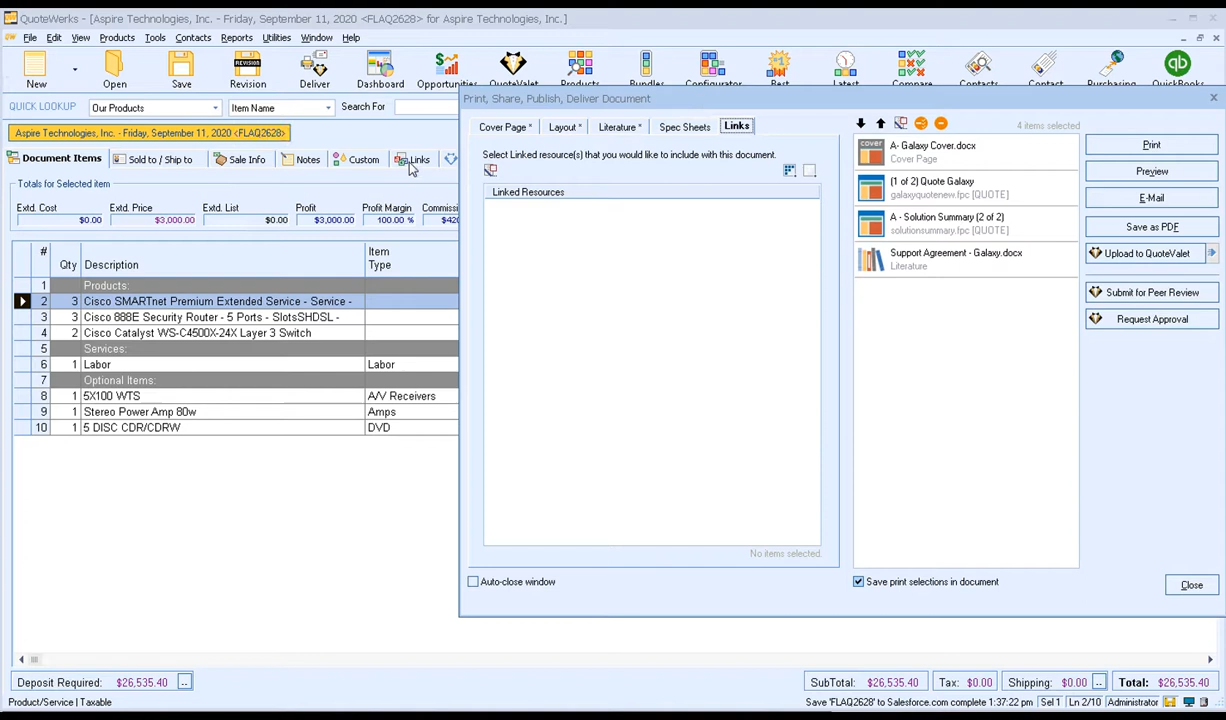 QuoteWerks - [Aspire Technologies, Inc. - Friday, September 11, 2020 <FLAQ2628> for Aspire Technologies, Inc.]
File Edit View Products Tools Contacts Reports Utilities Window Help
New Open Save Revision Deliver Dashboard Opportunities QuoteValet Products Bundles Configurator Best Latest Compare Contacts Contact Purchasing QuickBooks
QUICK LOOKUP Our Products Item Name Search For
Aspire Technologies, Inc. - Friday, September 11, 2020 <FLAQ2628>
Document Items Sold to / Ship to Sale Info Notes Custom Links
Totals for Selected item
Extd. Cost Extd. Price Extd. List Profit Profit Margin Commissi
$0.00 $3,000.00 $0.00 $3,000.00 100.00 % $420
# Qty Description Item Type
1 Products:
2 3 Cisco SMARTnet Premium Extended Service - Service -
3 3 Cisco 888E Security Router - 5 Ports - SlotsSHDSL -
4 2 Cisco Catalyst WS-C4500X-24X Layer 3 Switch
5 Services:
6 1 Labor Labor
7 Optional Items:
8 1 5X100 WTS A/V Receivers
9 1 Stereo Power Amp 80w Amps
10 1 5 DISC CDR/CDRW DVD
Print, Share, Publish, Deliver Document
Cover Page * Layout * Literature * Spec Sheets Links
Select Linked resource(s) that you would like to include with this document.
Linked Resources
No items selected.
Auto-close window
4 items selected
COVER
A- Galaxy Cover.docx
Cover Page
(1 of 2) Quote Galaxy
galaxyquotenew.fpc [QUOTE]
A - Solution Summary (2 of 2)
solutionsummary.fpc [QUOTE]
Support Agreement - Galaxy.docx
Literature
Save print selections in document
Print
Preview
E-Mail
Save as PDF
Upload to QuoteValet
Submit for Peer Review
Request Approval
Close
Deposit Required: $26,535.40 .. SubTotal: $26,535.40 Tax: $0.00 Shipping: $0.00 .. Total: $26,535.40
Product/Service | Taxable Save 'FLAQ2628' to Salesforce.com complete 1:37:22 pm Sel 1 Ln 2/10 Administrator